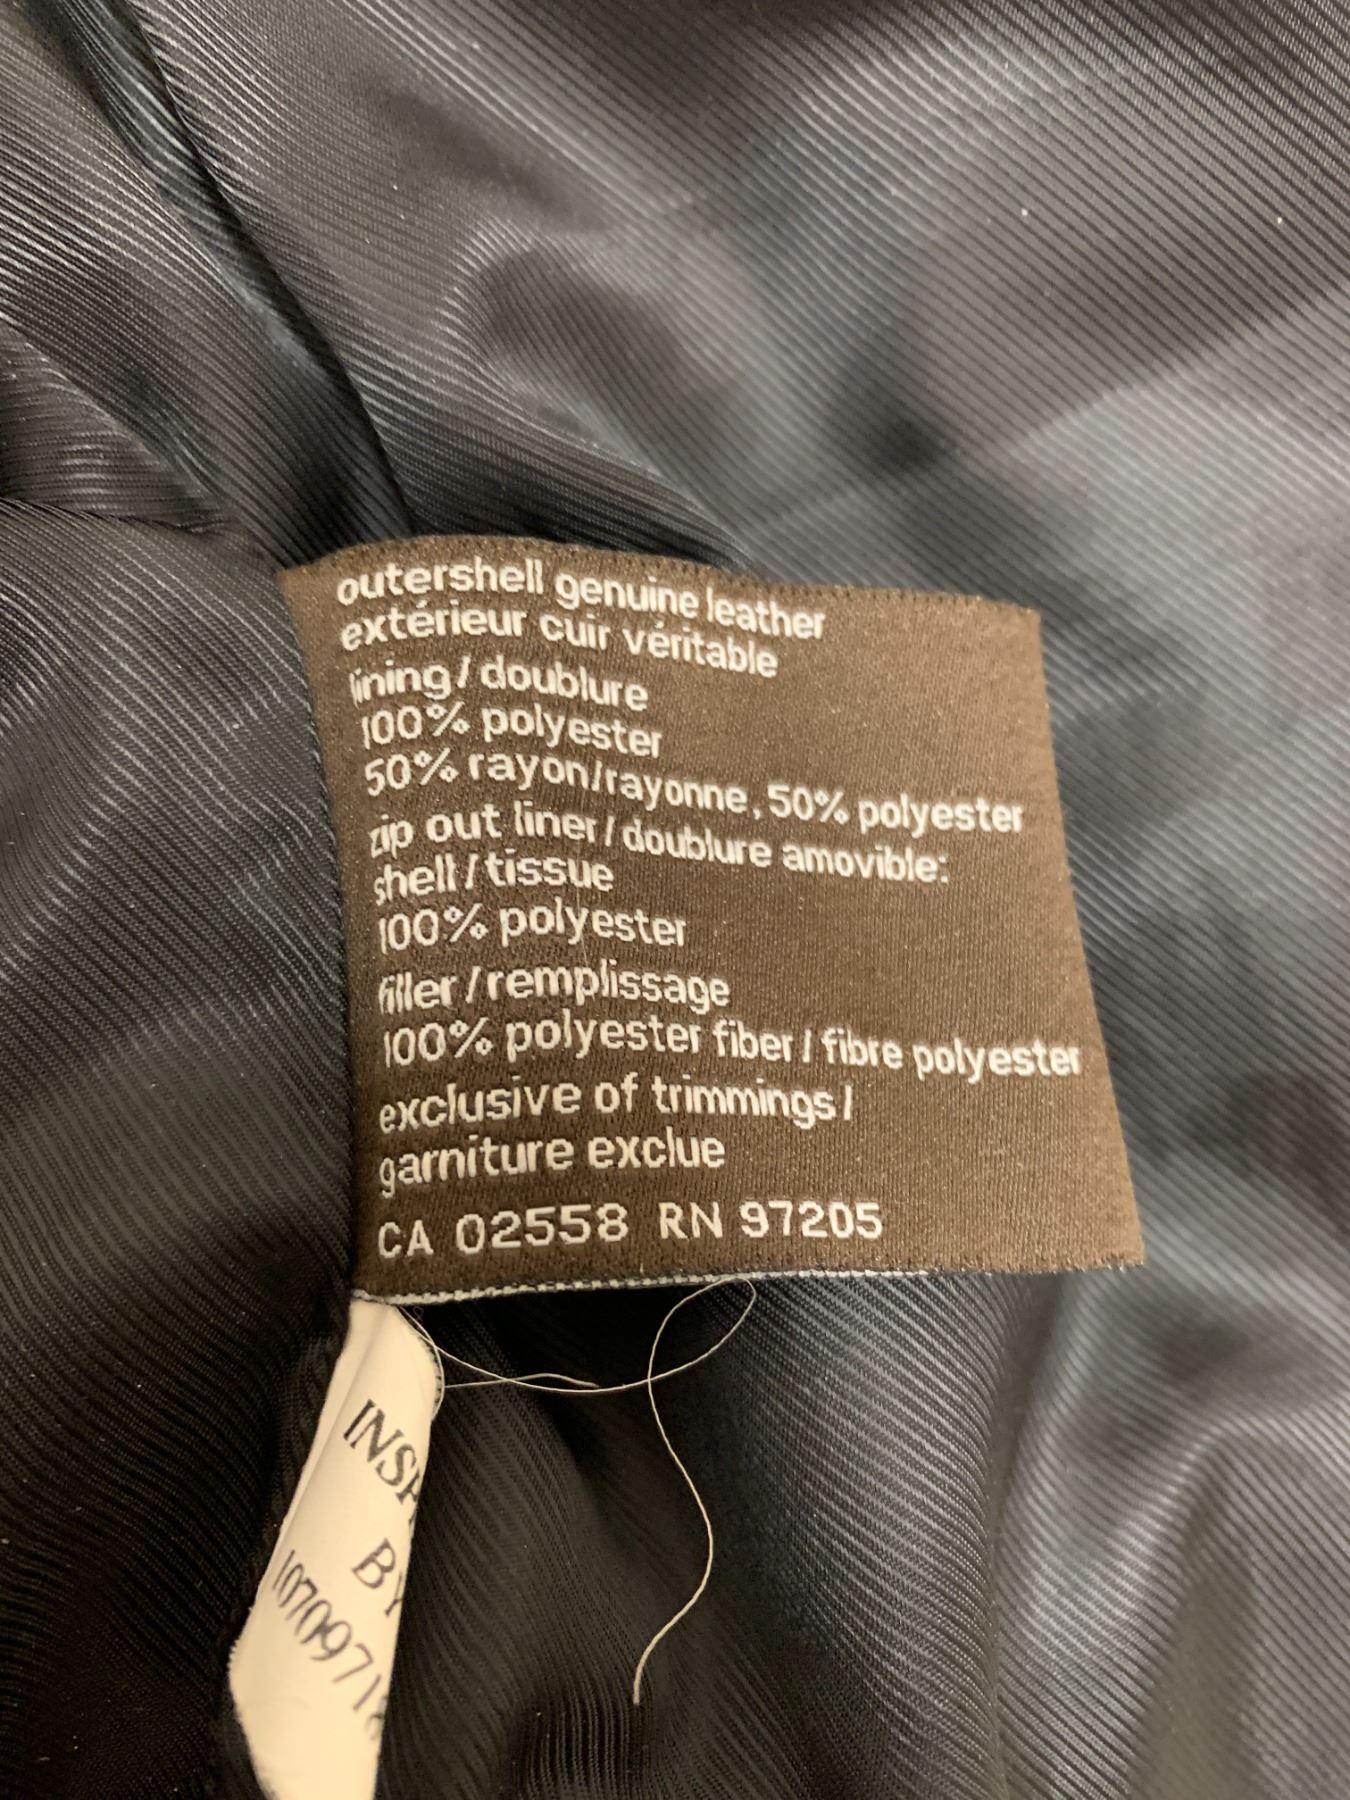 outershell genuine leather
extérieur cuir véritable
lining / doublure
100% polyester
50% rayon/rayonne, 50% polyester
zip out liner / doublure amovible:
shell / tissue
100% polyester
filler / remplissage
100% polyester fiber / fibre polyester
exclusive of trimmings /
garniture exclue
CA 02558 RN 97205